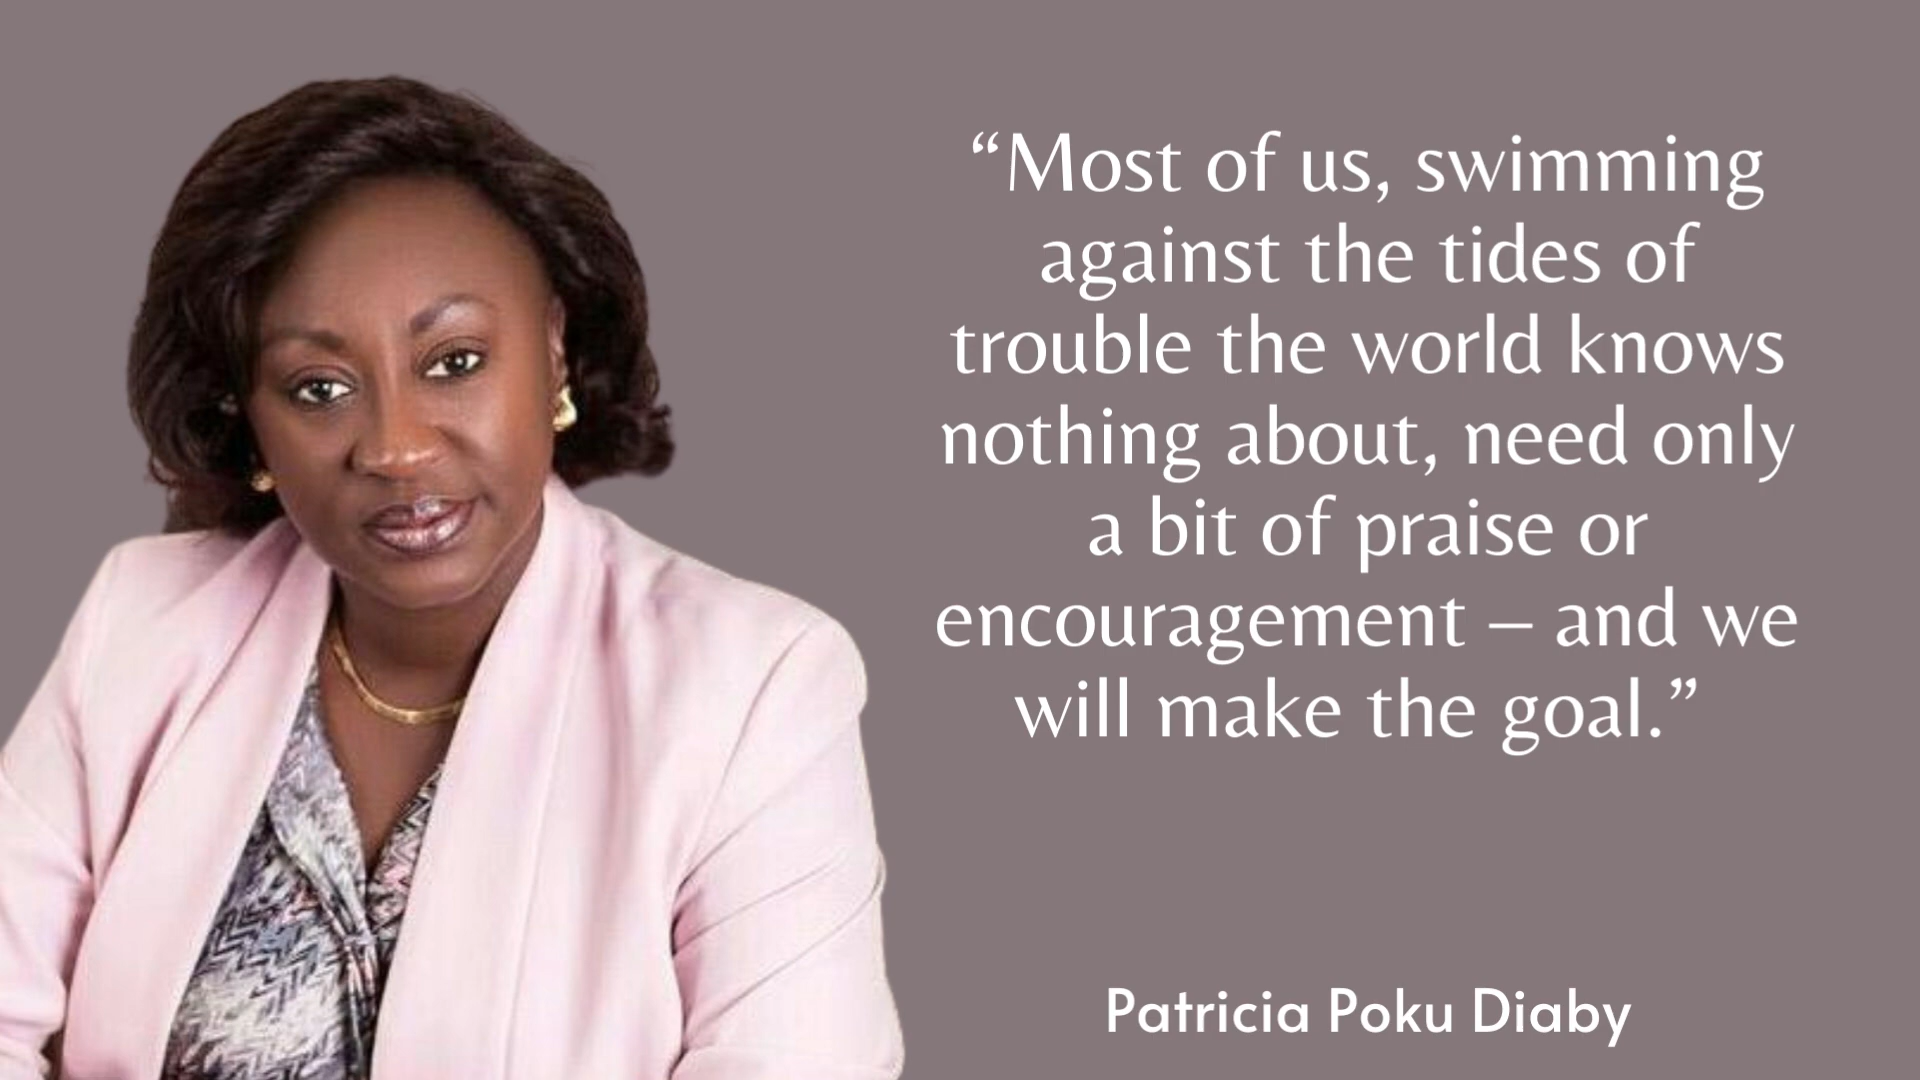 “Most of us, swimming
against the tides of
trouble the world knows
nothing about, need only
a bit of praise or
encouragement – and we
will make the goal.”
Patricia Poku Diaby